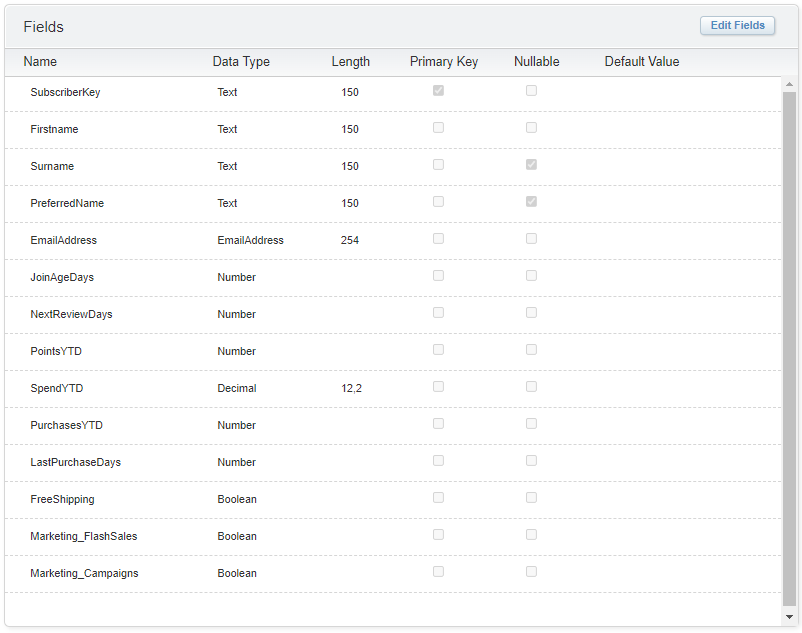 Fields
Edit Fields
Name Data Type Length Primary Key Nullable Default Value
SubscriberKey Text 150
Firstname Text 150
Surname Text 150
PreferredName Text 150
EmailAddress EmailAddress 254
JoinAgeDays Number
NextReviewDays Number
PointsYTD Number
SpendYTD Decimal 12,2
PurchasesYTD Number
LastPurchaseDays Number
FreeShipping Boolean
Marketing_FlashSales Boolean
Marketing_Campaigns Boolean